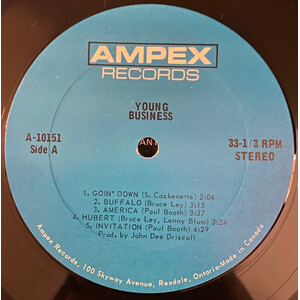 AMPEX
RECORDS
YOUNG
BUSINESS
A-10151
Side A
33-1/3 RPM
STEREO
1. GOIN' DOWN (S. Caskenette) 2:04
2. BUFFALO (Bruce Ley) 3:15
3. AMERICA (Paul Booth) 3:37
4. HUBERT (Bruce Ley, Lenny Blum) 3:24
5. INVITATION (Paul Booth) 4:29
Prod. by John Dee Driscoll
Ampex Records, 100 Skyway Avenue, Rexdale, Ontario-Made in Canada